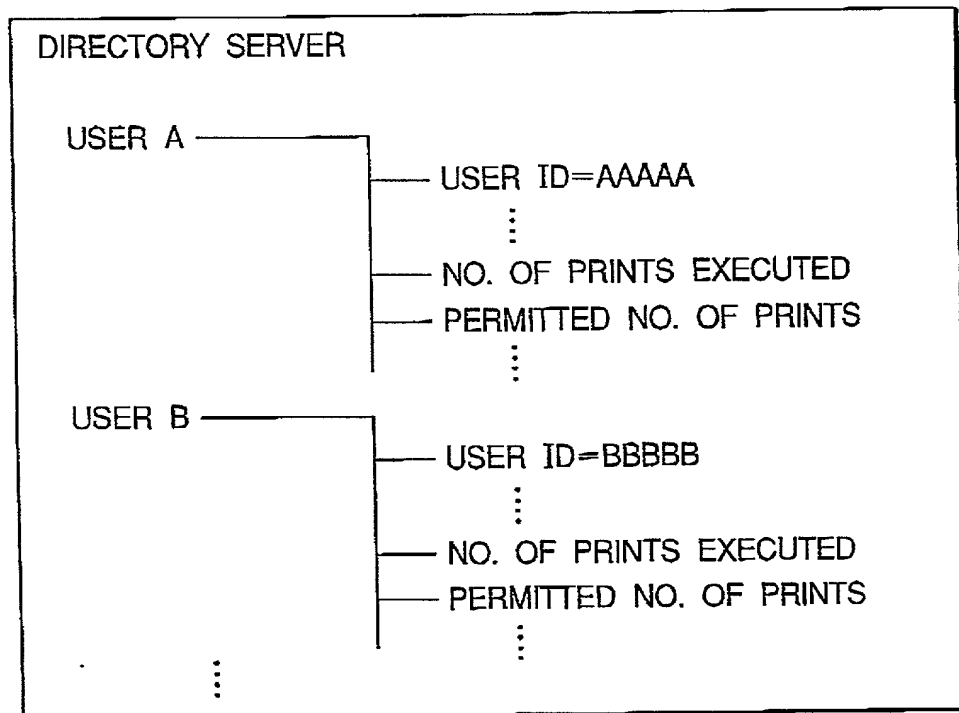 DIRECTORY SERVER
USER A
USER ID=AAAAA
NO. OF PRINTS EXECUTED
PERMITTED NO. OF PRINTS
USER B
USER ID=BBBBB
NO. OF PRINTS EXECUTED
PERMITTED NO. OF PRINTS